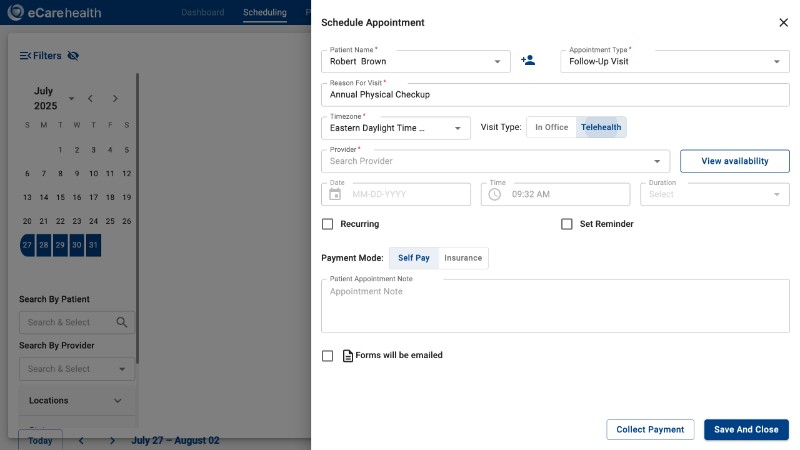 eCarehealth
Dashboard
Scheduling
Schedule Appointment
Filters
July
2025
S M T W T F S
1 2 3 4 5
6 7 8 9 10 11 12
13 14 15 16 17 18 19
20 21 22 23 24 25 26
27 28 29 30 31
Search By Patient
Search & Select
Search By Provider
Search & Select
Locations
Today
July 27 – August 02
Patient Name *
Robert Brown
Appointment Type *
Follow-Up Visit
Reason For Visit *
Annual Physical Checkup
Timezone *
Eastern Daylight Time ...
Visit Type:
In Office
Telehealth
Provider *
Search Provider
View availability
Date
MM-DD-YYYY
Time
09:32 AM
Duration
Select
Recurring
Set Reminder
Payment Mode:
Self Pay
Insurance
Patient Appointment Note
Appointment Note
Forms will be emailed
Collect Payment
Save And Close